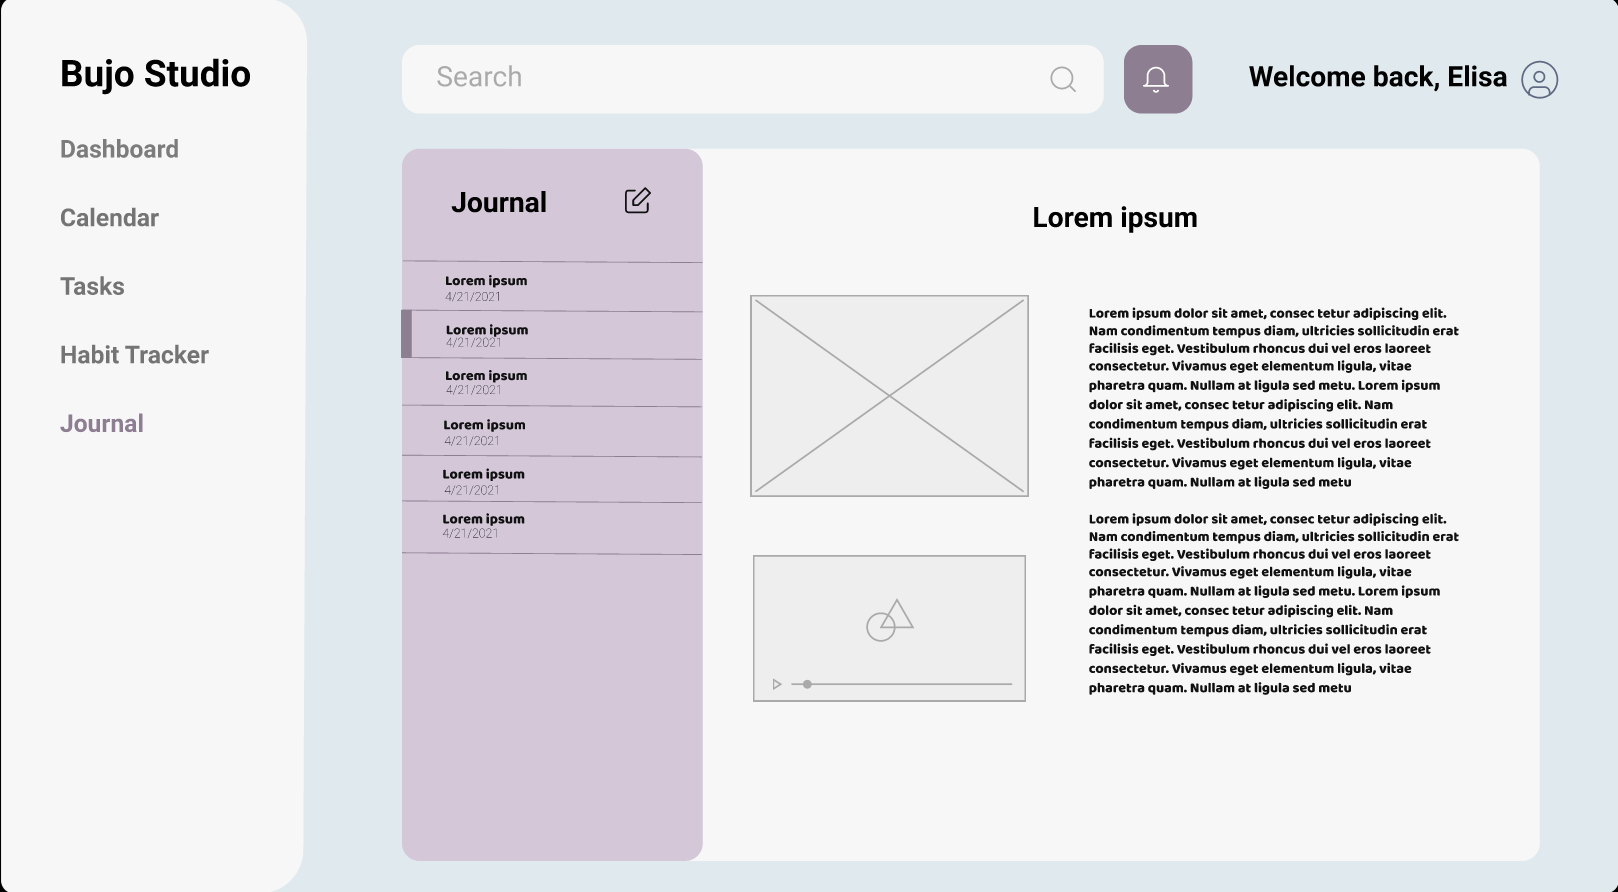 Bujo Studio
Dashboard
Calendar
Tasks
Habit Tracker
Journal
Search
Welcome back, Elisa
Journal
Lorem ipsum
4/21/2021
Lorem ipsum
4/21/2021
Lorem ipsum
4/21/2021
Lorem ipsum
4/21/2021
Lorem ipsum
4/21/2021
Lorem ipsum
4/21/2021
Lorem ipsum
Lorem ipsum dolor sit amet, consec tetur adipiscing elit.
Nam condimentum tempus diam, ultricies sollicitudin erat
facilisis eget. Vestibulum rhoncus dui vel eros laoreet
consectetur. Vivamus eget elementum ligula, vitae
pharetra quam. Nullam at ligula sed metu. Lorem ipsum
dolor sit amet, consec tetur adipiscing elit. Nam
condimentum tempus diam, ultricies sollicitudin erat
facilisis eget. Vestibulum rhoncus dui vel eros laoreet
consectetur. Vivamus eget elementum ligula, vitae
pharetra quam. Nullam at ligula sed metu
Lorem ipsum dolor sit amet, consec tetur adipiscing elit.
Nam condimentum tempus diam, ultricies sollicitudin erat
facilisis eget. Vestibulum rhoncus dui vel eros laoreet
consectetur. Vivamus eget elementum ligula, vitae
pharetra quam. Nullam at ligula sed metu. Lorem ipsum
dolor sit amet, consec tetur adipiscing elit. Nam
condimentum tempus diam, ultricies sollicitudin erat
facilisis eget. Vestibulum rhoncus dui vel eros laoreet
consectetur. Vivamus eget elementum ligula, vitae
pharetra quam. Nullam at ligula sed metu